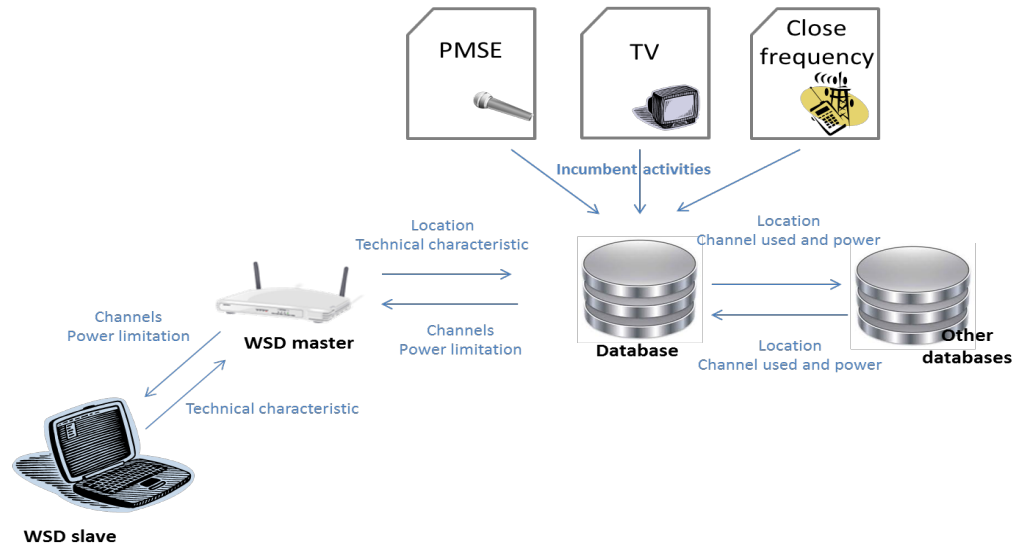 PMSE
TV
Close
frequency
Incumbent activities
Location
Technical characteristic
Location
Channel used and power
Channels
Power limitation
WSD master
Channels
Power limitation
Database
Other
databases
Location
Channel used and power
Technical characteristic
WSD slave